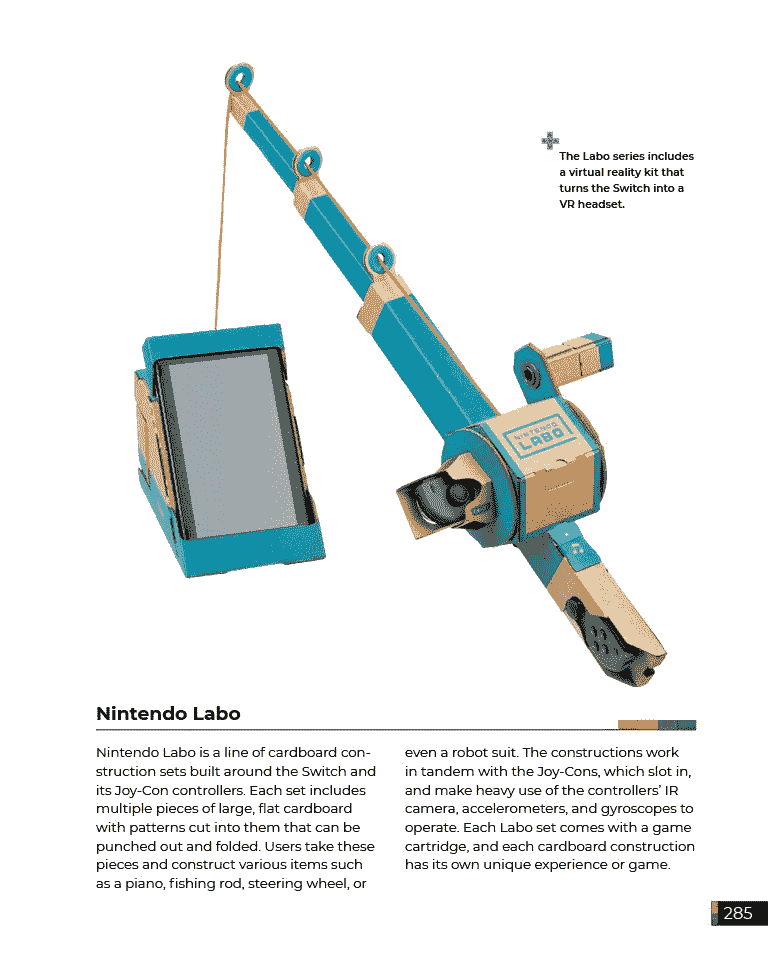 The Labo series includes
a virtual reality kit that
turns the Switch into a
VR headset.
NINTENDO
LABO
Nintendo Labo
Nintendo Labo is a line of cardboard con-
struction sets built around the Switch and
its Joy-Con controllers. Each set includes
multiple pieces of large, flat cardboard
with patterns cut into them that can be
punched out and folded. Users take these
pieces and construct various items such
as a piano, fishing rod, steering wheel, or
even a robot suit. The constructions work
in tandem with the Joy-Cons, which slot in,
and make heavy use of the controllers’ IR
camera, accelerometers, and gyroscopes to
operate. Each Labo set comes with a game
cartridge, and each cardboard construction
has its own unique experience or game.
285